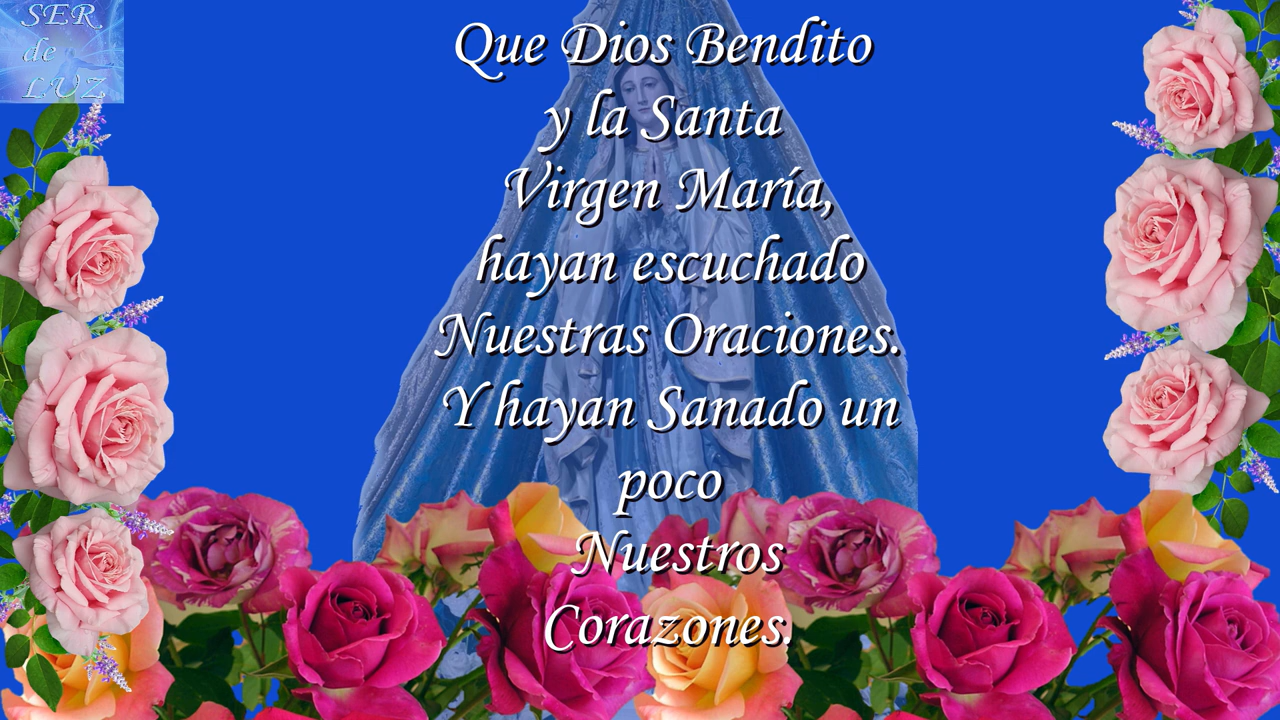 SER
de
LUZ
Que Dios Bendito
y la Santa
Virgen María,
hayan escuchado
Nuestras Oraciones.
Y hayan Sanado un
poco
Nuestros
Corazones.